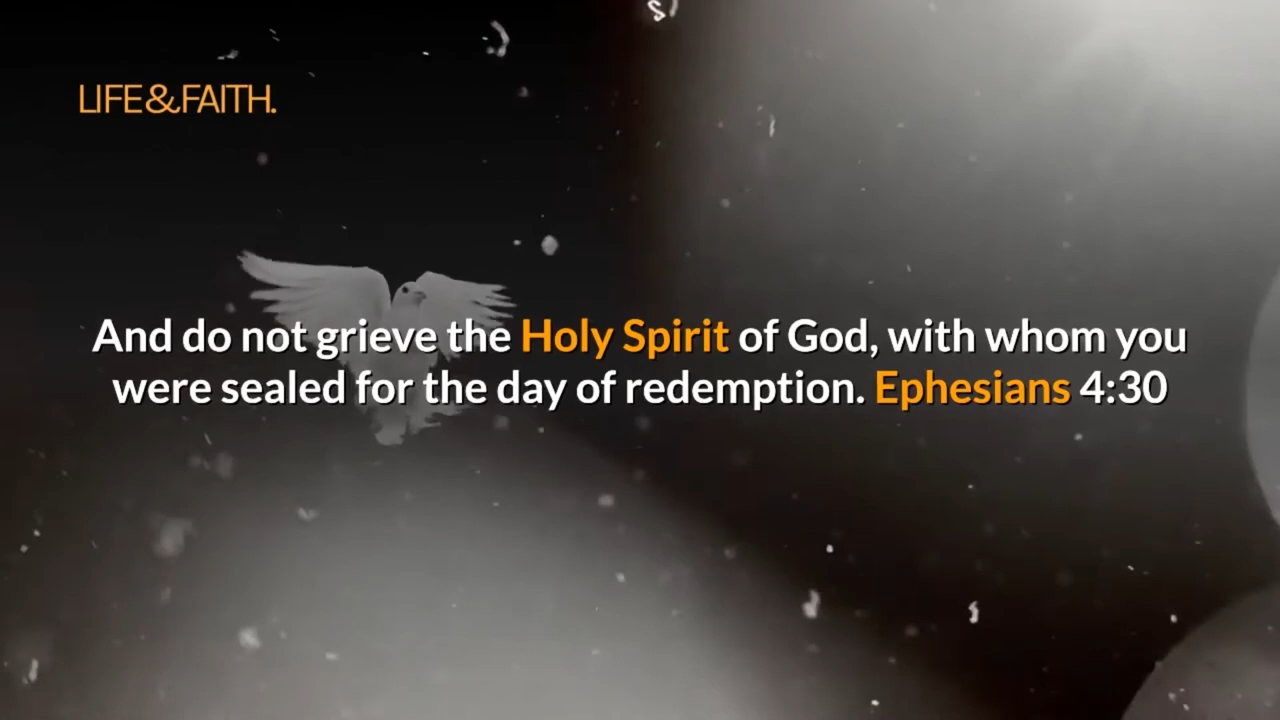 LIFE&FAITH.
And do not grieve the Holy Spirit of God, with whom you
were sealed for the day of redemption. Ephesians 4:30